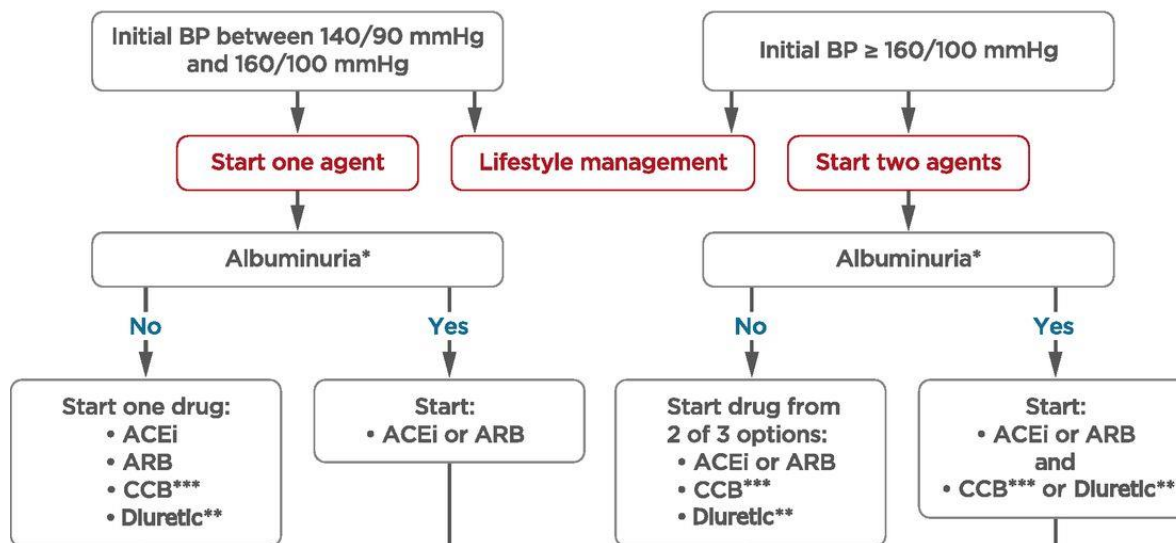 Initial BP between 140/90 mmHg
and 160/100 mmHg
Initial BP ≥ 160/100 mmHg
Start one agent
Lifestyle management
Start two agents
Albuminuria*
Albuminuria*
No
Yes
No
Yes
Start one drug:
• ACEi
• ARB
• CCB***
• Diuretic**
Start:
• ACEi or ARB
Start drug from
2 of 3 options:
• ACEi or ARB
• CCB***
• Diuretic**
Start:
• ACEi or ARB
and
• CCB*** or Diuretic**